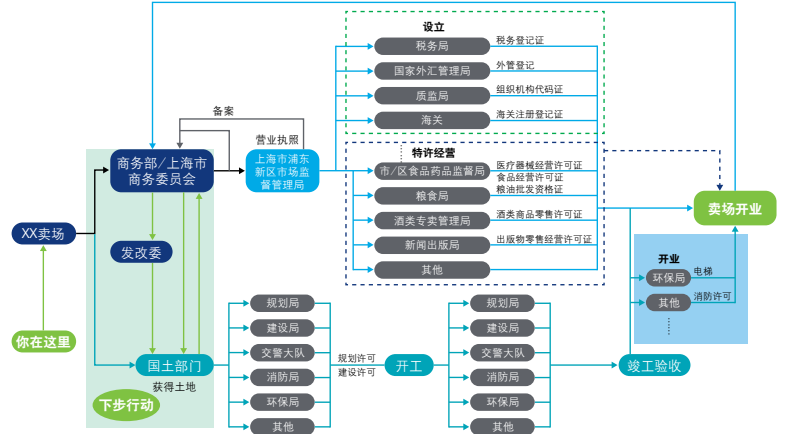 设立
税务局
税务登记证
国家外汇管理局
外管登记
质监局
组织机构代码证
海关
海关注册登记证
备案
营业执照
商务部/上海市
商务委员会
上海市浦东
新区市场监
督管理局
特许经营
市/区食品药品监督局
医疗器械经营许可证
食品经营许可证
粮食局
粮油批发资格证
酒类专卖管理局
酒类商品零售许可证
新闻出版局
出版物零售经营许可证
其他
卖场开业
XX卖场
发改委
开业
环保局
电梯
其他
消防许可
你在这里
国土部门
获得土地
下步行动
规划局
建设局
交警大队
消防局
环保局
其他
规划许可
建设许可
开工
规划局
建设局
交警大队
消防局
环保局
其他
竣工验收